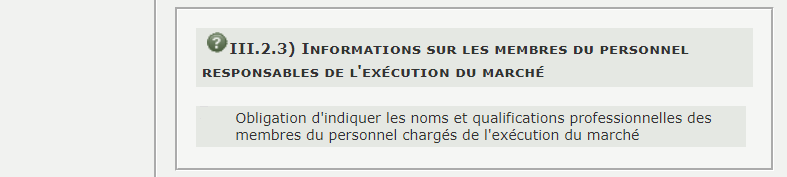 III.2.3) Informations sur les membres du personnel
responsables de l'exécution du marché
Obligation d'indiquer les noms et qualifications professionnelles des
membres du personnel chargés de l'exécution du marché